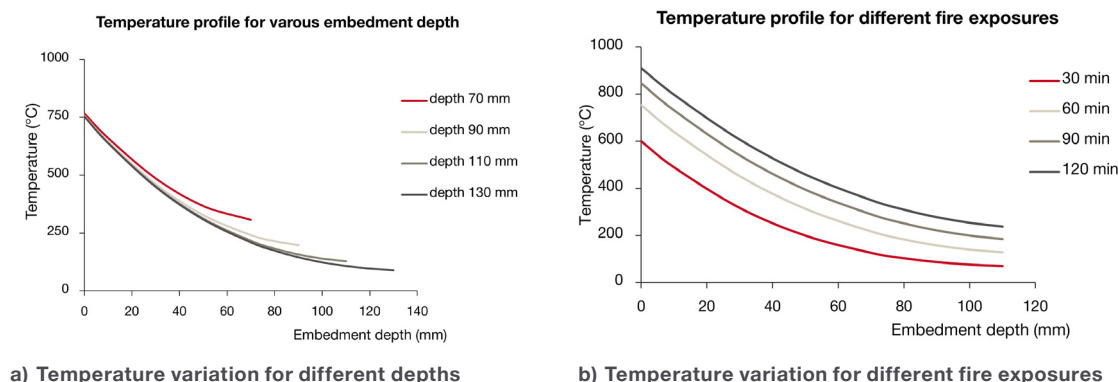 Temperature profile for varous embedment depth
1000
750
500
250
0
Temperature (°C)
0 20 40 60 80 100 120 140
Embedment depth (mm)
depth 70 mm
depth 90 mm
depth 110 mm
depth 130 mm
a) Temperature variation for different depths
Temperature profile for different fire exposures
1000
800
600
400
200
0
Temperature (°C)
0 20 40 60 80 100 120
Embedment depth (mm)
30 min
60 min
90 min
120 min
b) Temperature variation for different fire exposures